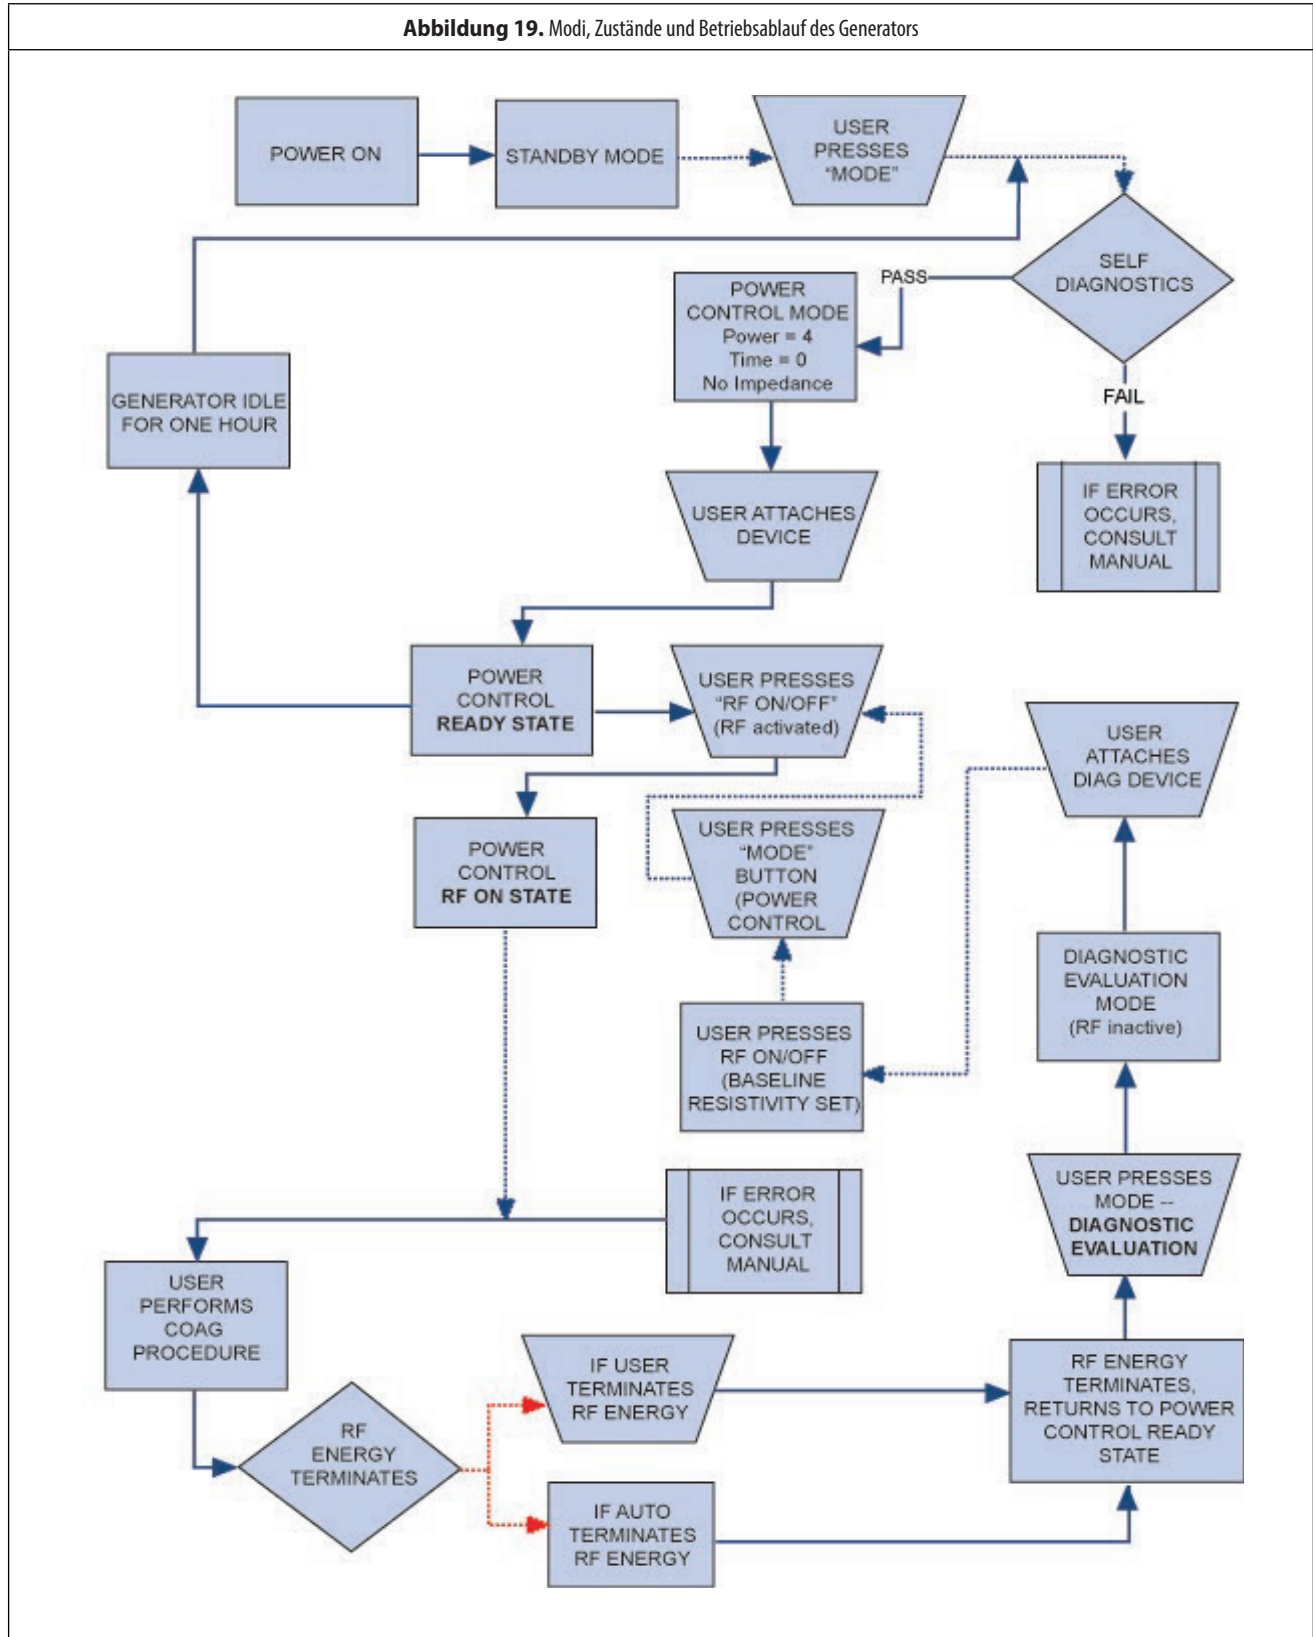 Abbildung 19. Modi, Zustände und Betriebsablauf des Generators
POWER ON
STANDBY MODE
USER
PRESSES
“MODE”
SELF
DIAGNOSTICS
PASS
POWER
CONTROL MODE
Power = 4
Time = 0
No Impedance
GENERATOR IDLE
FOR ONE HOUR
FAIL
IF ERROR
OCCURS,
CONSULT
MANUAL
USER ATTACHES
DEVICE
POWER
CONTROL
READY STATE
USER PRESSES
“RF ON/OFF”
(RF activated)
USER
ATTACHES
DIAG DEVICE
POWER
CONTROL
RF ON STATE
USER PRESSES
“MODE”
BUTTON
(POWER
CONTROL
DIAGNOSTIC
EVALUATION
MODE
(RF inactive)
USER PRESSES
RF ON/OFF
(BASELINE
RESISTIVITY SET)
USER PRESSES
MODE --
DIAGNOSTIC
EVALUATION
IF ERROR
OCCURS,
CONSULT
MANUAL
USER
PERFORMS
COAG
PROCEDURE
RF
ENERGY
TERMINATES
IF USER
TERMINATES
RF ENERGY
RF ENERGY
TERMINATES,
RETURNS TO POWER
CONTROL READY
STATE
IF AUTO
TERMINATES
RF ENERGY